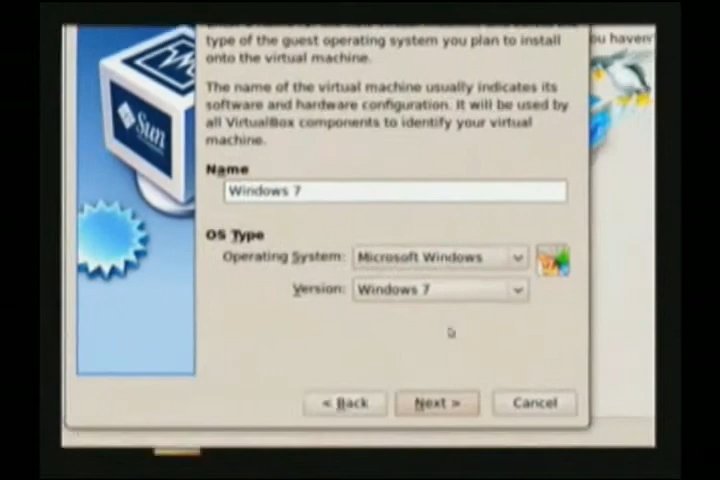 type of the guest operating system you plan to install
onto the virtual machine.
ou haven'
The name of the virtual machine usually indicates its
software and hardware configuration. It will be used by
all VirtualBox components to identify your virtual
machine.
Sun
Name
Windows 7
OS Type
Operating System: Microsoft Windows
Version: Windows 7
< Back Next > Cancel